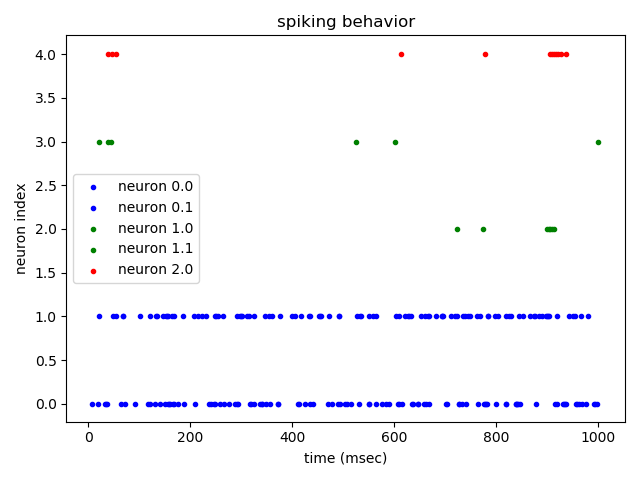 spiking behavior
4.0
3.5
3.0
2.5
2.0
1.5
1.0
0.5
0.0
neuron index
neuron 0.0
neuron 0.1
neuron 1.0
neuron 1.1
neuron 2.0
0 200 400 600 800 1000
time (msec)